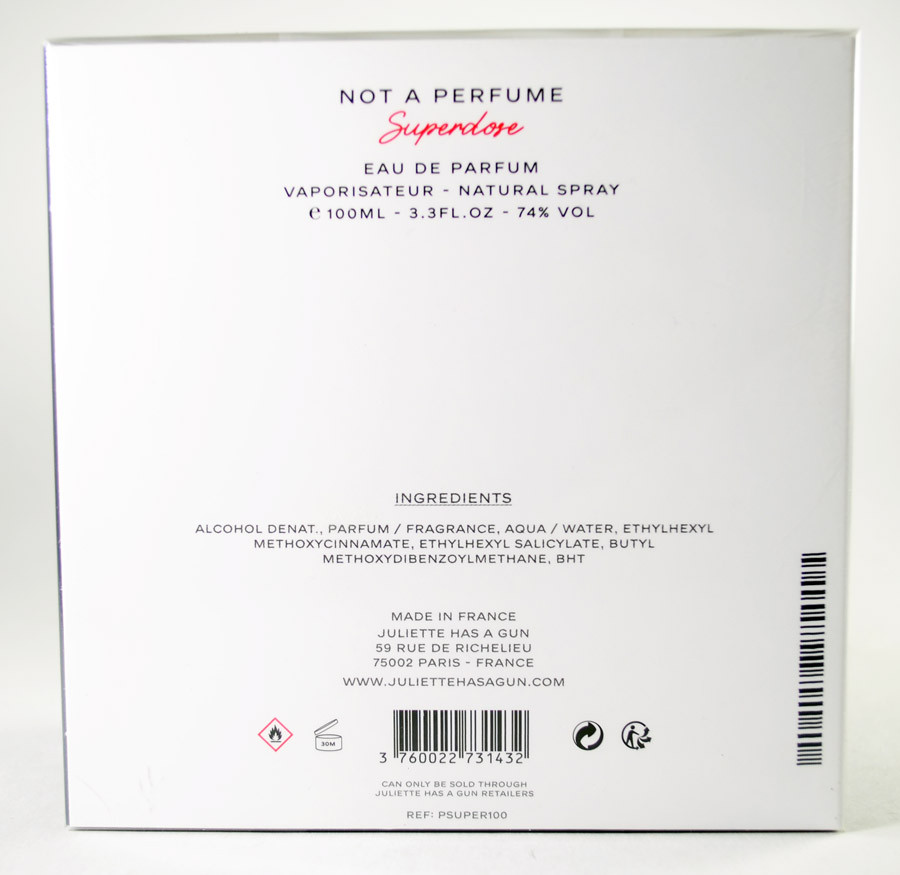 NOT A PERFUME
Superdose
EAU DE PARFUM
VAPORISATEUR - NATURAL SPRAY
℮ 100ML - 3.3FL.OZ - 74% VOL
INGREDIENTS
ALCOHOL DENAT., PARFUM / FRAGRANCE, AQUA / WATER, ETHYLHEXYL
METHOXYCINNAMATE, ETHYLHEXYL SALICYLATE, BUTYL
METHOXYDIBENZOYLMETHANE, BHT
MADE IN FRANCE
JULIETTE HAS A GUN
59 RUE DE RICHELIEU
75002 PARIS - FRANCE
WWW.JULIETTEHASAGUN.COM
30M
3 760022 731432
CAN ONLY BE SOLD THROUGH
JULIETTE HAS A GUN RETAILERS
REF: PSUPER100